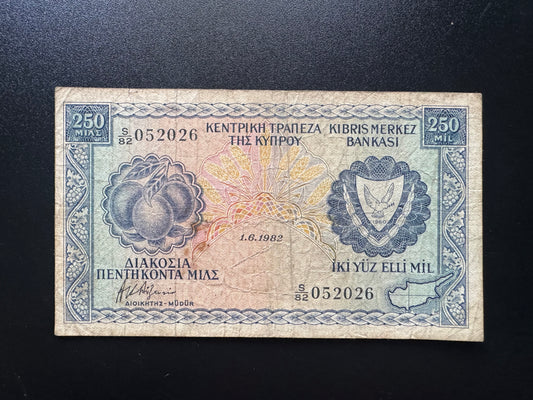 250
ΜΙΛΣ
S/82 052026
ΚΕΝΤΡΙΚΗ ΤΡΑΠΕΖΑ
ΤΗΣ ΚΥΠΡΟΥ
KIBRIS MERKEZ
BANKASI
250
MİL
1960
1.6.1982
ΔΙΑΚΟΣΙΑ
ΠΕΝΤΗΚΟΝΤΑ ΜΙΛΣ
İKİ YÜZ ELLİ MİL
ΔΙΟΙΚΗΤΗΣ - MÜDÜR
S/82 052026